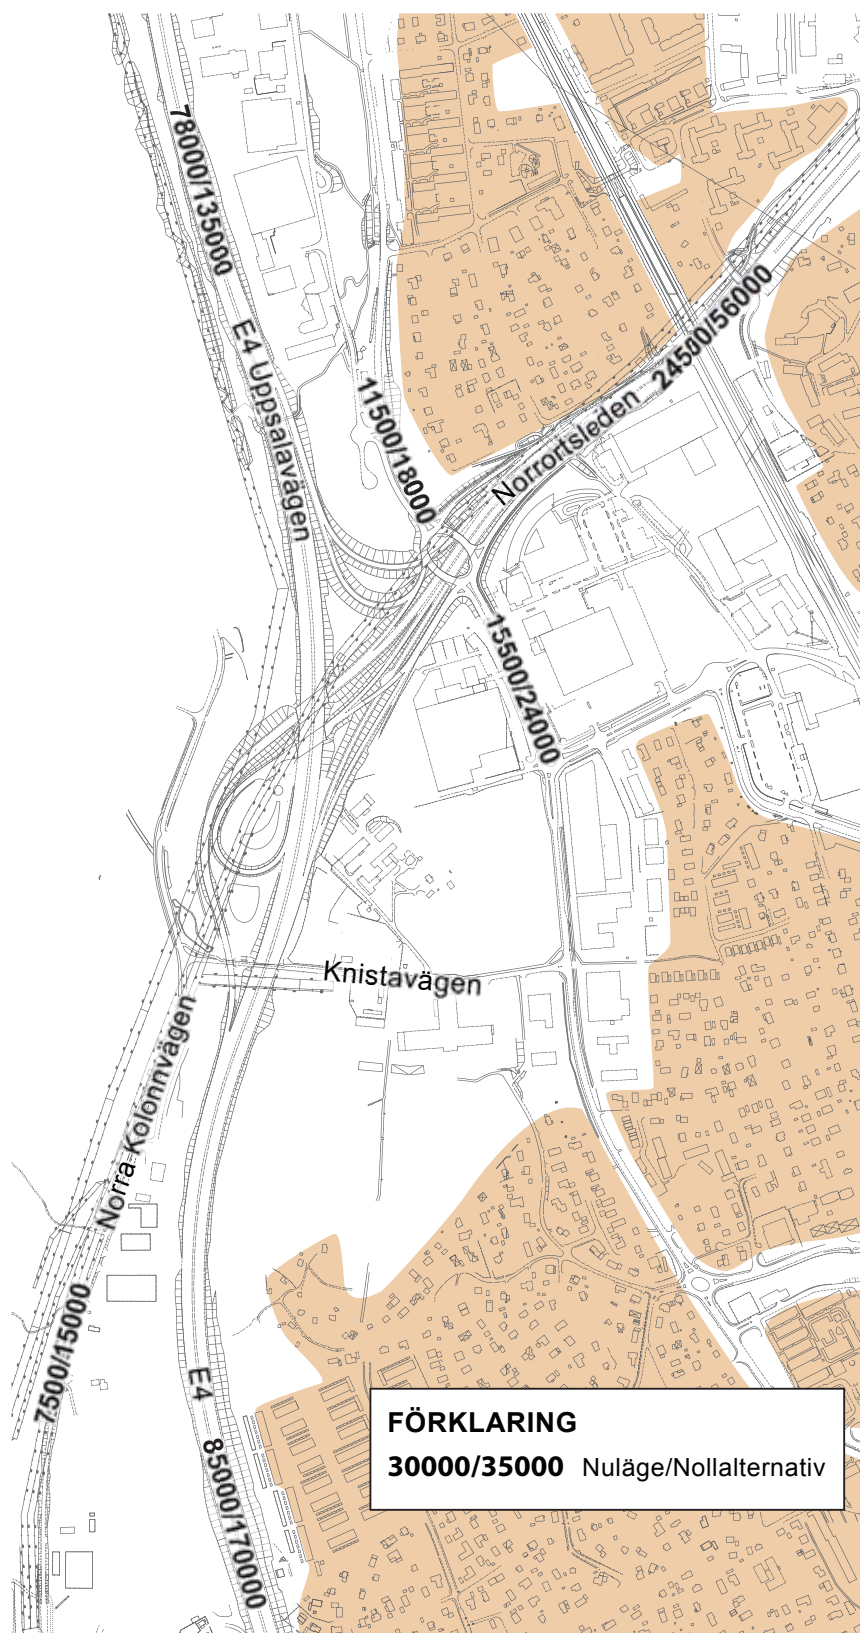 78000/135000
E4 Uppsalavägen
11500/18000
Norrortsleden 24500/56000
15500/24000
Knistavägen
Norra Kolonnvägen
7500/15000
E4
85000/170000
FÖRKLARING
30000/35000 Nuläge/Nollalternativ